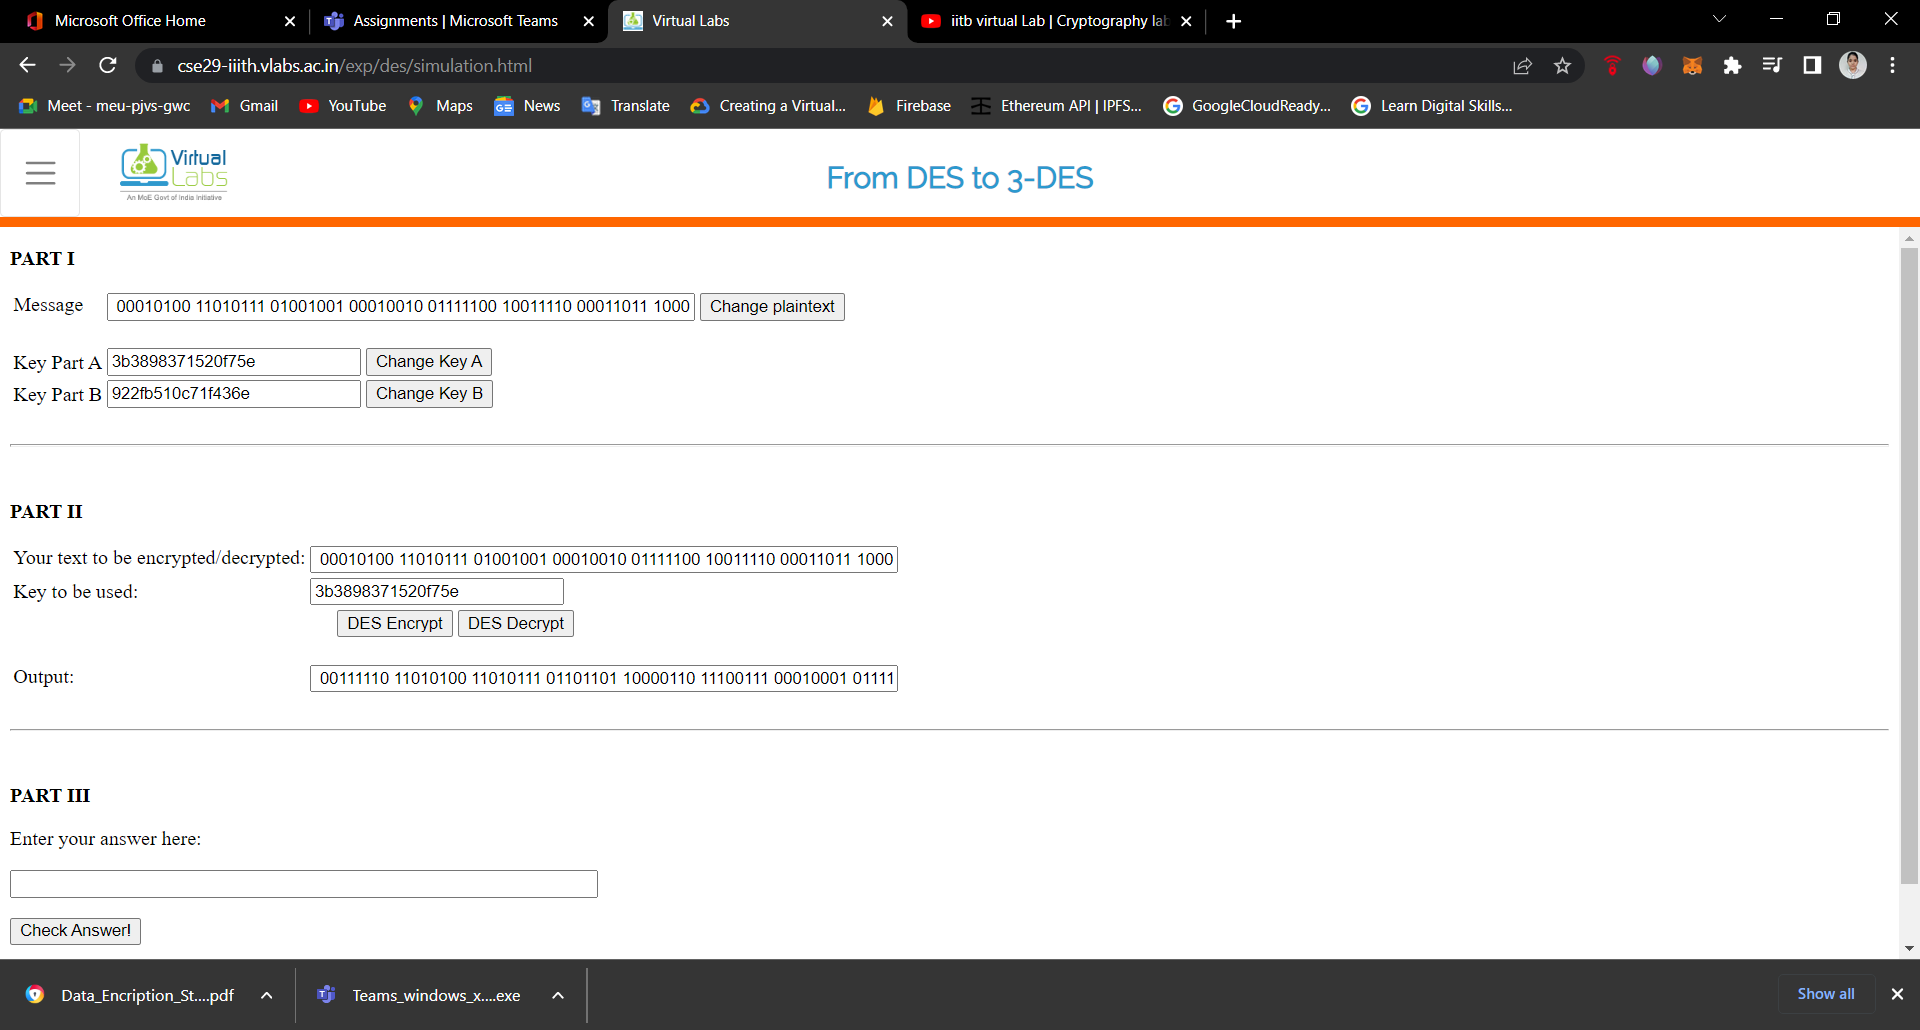 Microsoft Office Home
Assignments | Microsoft Teams
Virtual Labs
iitb virtual Lab | Cryptography lab
cse29-iiith.vlabs.ac.in/exp/des/simulation.html
Meet - meu-pjvs-gwc
Gmail
YouTube
Maps
News
Translate
Creating a Virtual...
Firebase
Ethereum API | IPFS...
GoogleCloudReady...
Learn Digital Skills...
Virtual
Labs
An MoE Govt of India Initiative
From DES to 3-DES
PART I
Message 00010100 11010111 01001001 00010010 01111100 10011110 00011011 1000 Change plaintext
Key Part A 3b3898371520f75e Change Key A
Key Part B 922fb510c71f436e Change Key B
PART II
Your text to be encrypted/decrypted: 00010100 11010111 01001001 00010010 01111100 10011110 00011011 1000
Key to be used: 3b3898371520f75e
DES Encrypt DES Decrypt
Output: 00111110 11010100 11010111 01101101 10000110 11100111 00010001 01111
PART III
Enter your answer here:
Check Answer!
Data_Encription_St....pdf
Teams_windows_x....exe
Show all